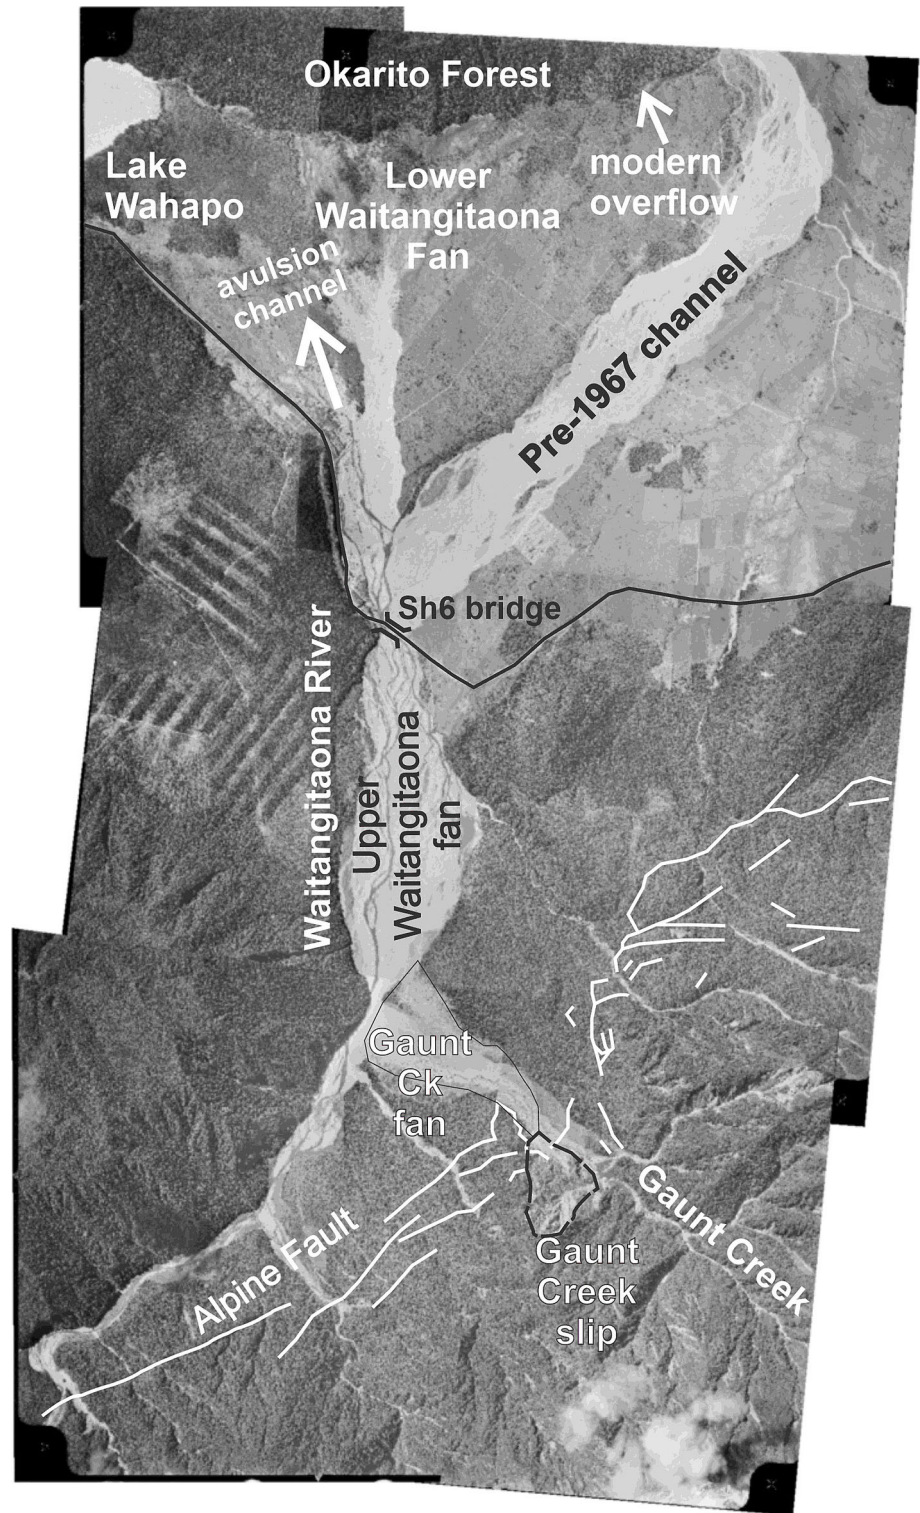 Okarito Forest
Lake
Wahapo
Lower
Waitangitaona
Fan
modern
overflow
avulsion
channel
Pre-1967 channel
Sh6 bridge
Waitangitaona River
Upper
Waitangitaona
fan
Gaunt
Ck
fan
Gaunt Creek
Gaunt
Creek
slip
Alpine Fault